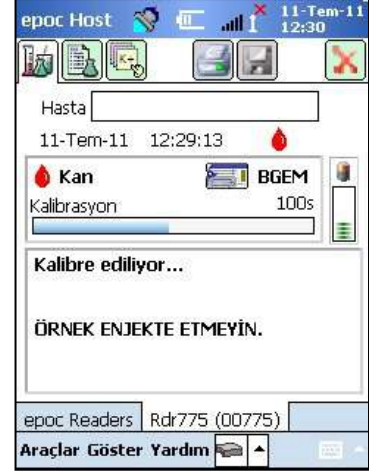 epoc Host 11-Tem-11
12:30
K+
Hasta
11-Tem-11 12:29:13
Kan BGEM
Kalibrasyon 100s
Kalibre ediliyor...
ÖRNEK ENJEKTE ETMEYİN.
epoc Readers Rdr775 (00775)
Araçlar Göster Yardım